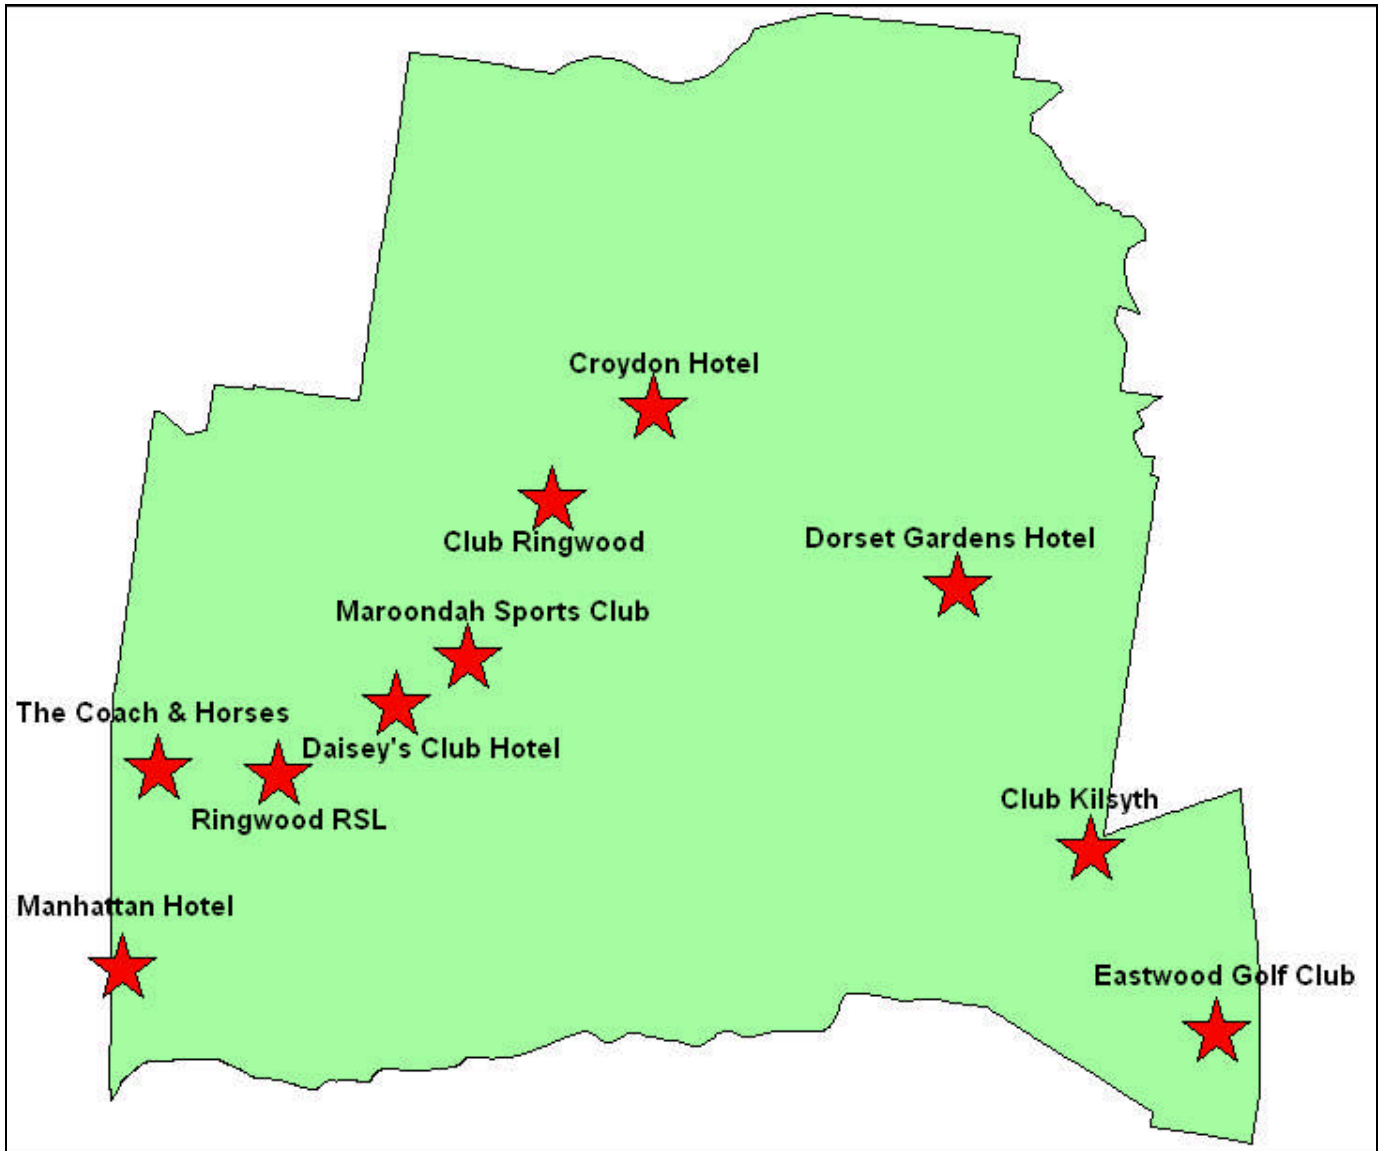 Croydon Hotel
Club Ringwood
Dorset Gardens Hotel
Maroondah Sports Club
The Coach & Horses
Daisey's Club Hotel
Ringwood RSL
Club Kilsyth
Manhattan Hotel
Eastwood Golf Club